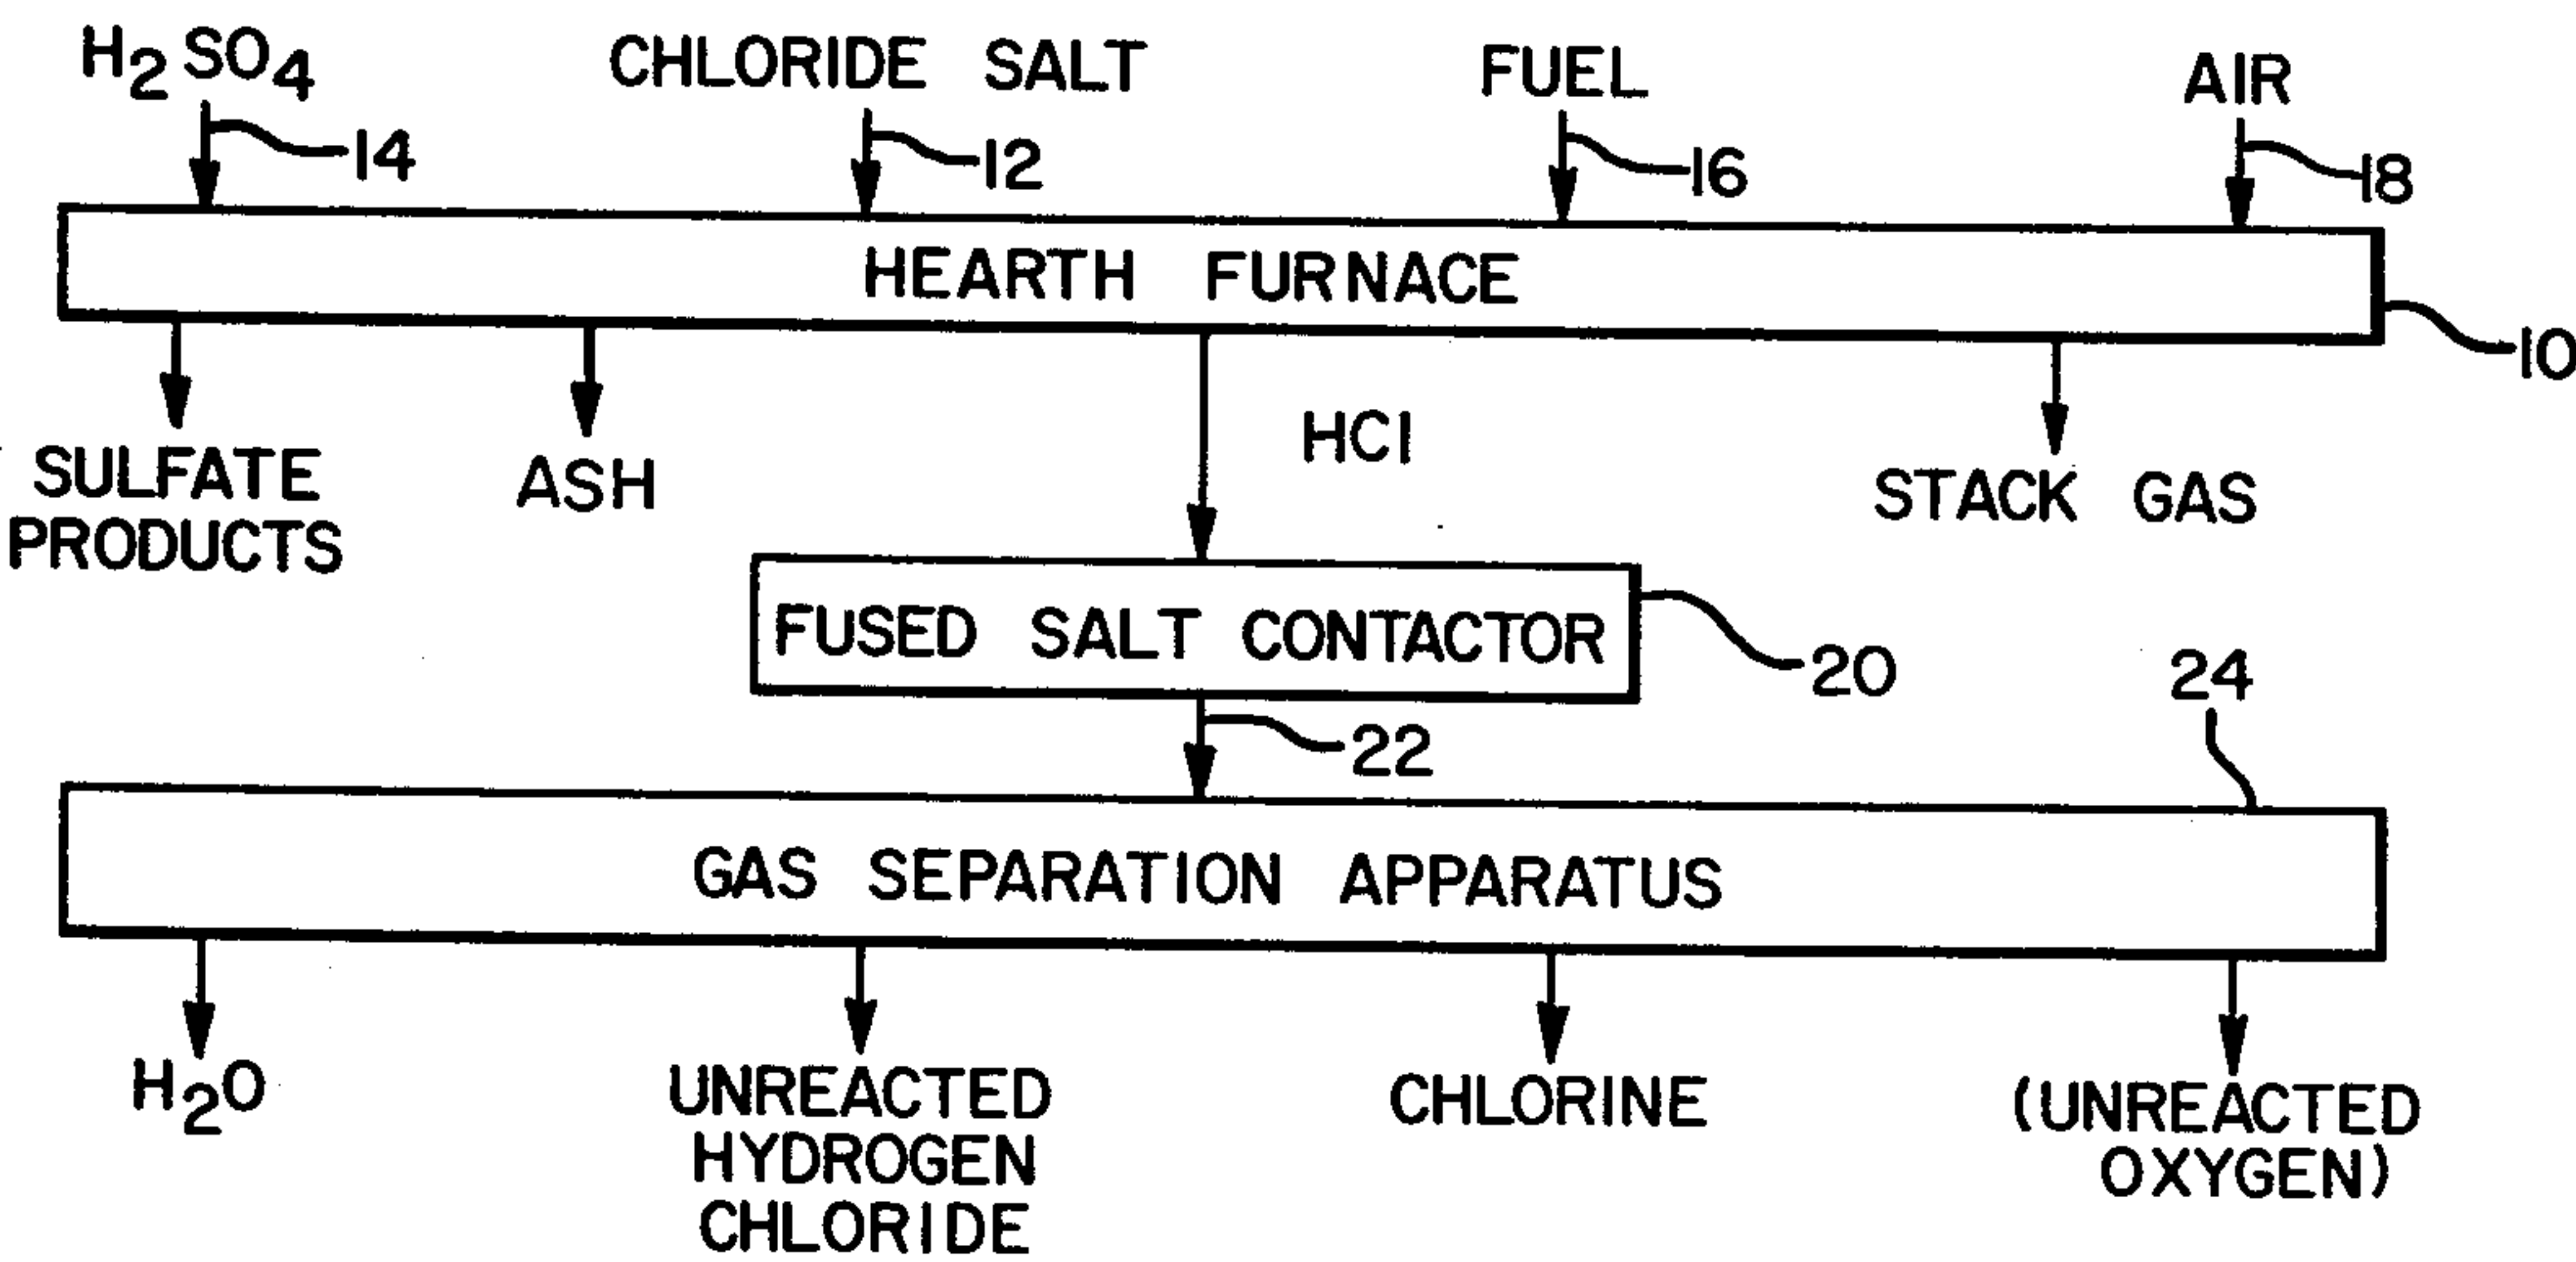 H2SO4 CHLORIDE SALT FUEL AIR
14 12 16 18
HEARTH FURNACE
10
HCl
SULFATE
PRODUCTS
ASH
STACK GAS
FUSED SALT CONTACTOR
20
22
24
GAS SEPARATION APPARATUS
H2O
UNREACTED
HYDROGEN
CHLORIDE
CHLORINE
(UNREACTED
OXYGEN)